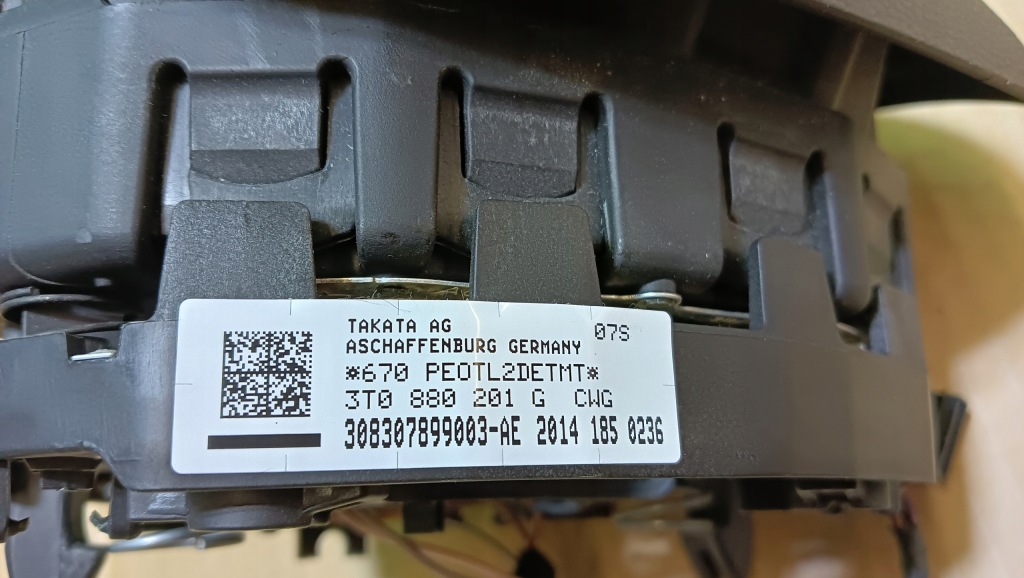 TAKATA AG
ASCHAFFENBURG GERMANY 07S
*670 PEOTL2DETMT*
3T0 880 201 G CWG
308307899003-AE 2014 185 0236